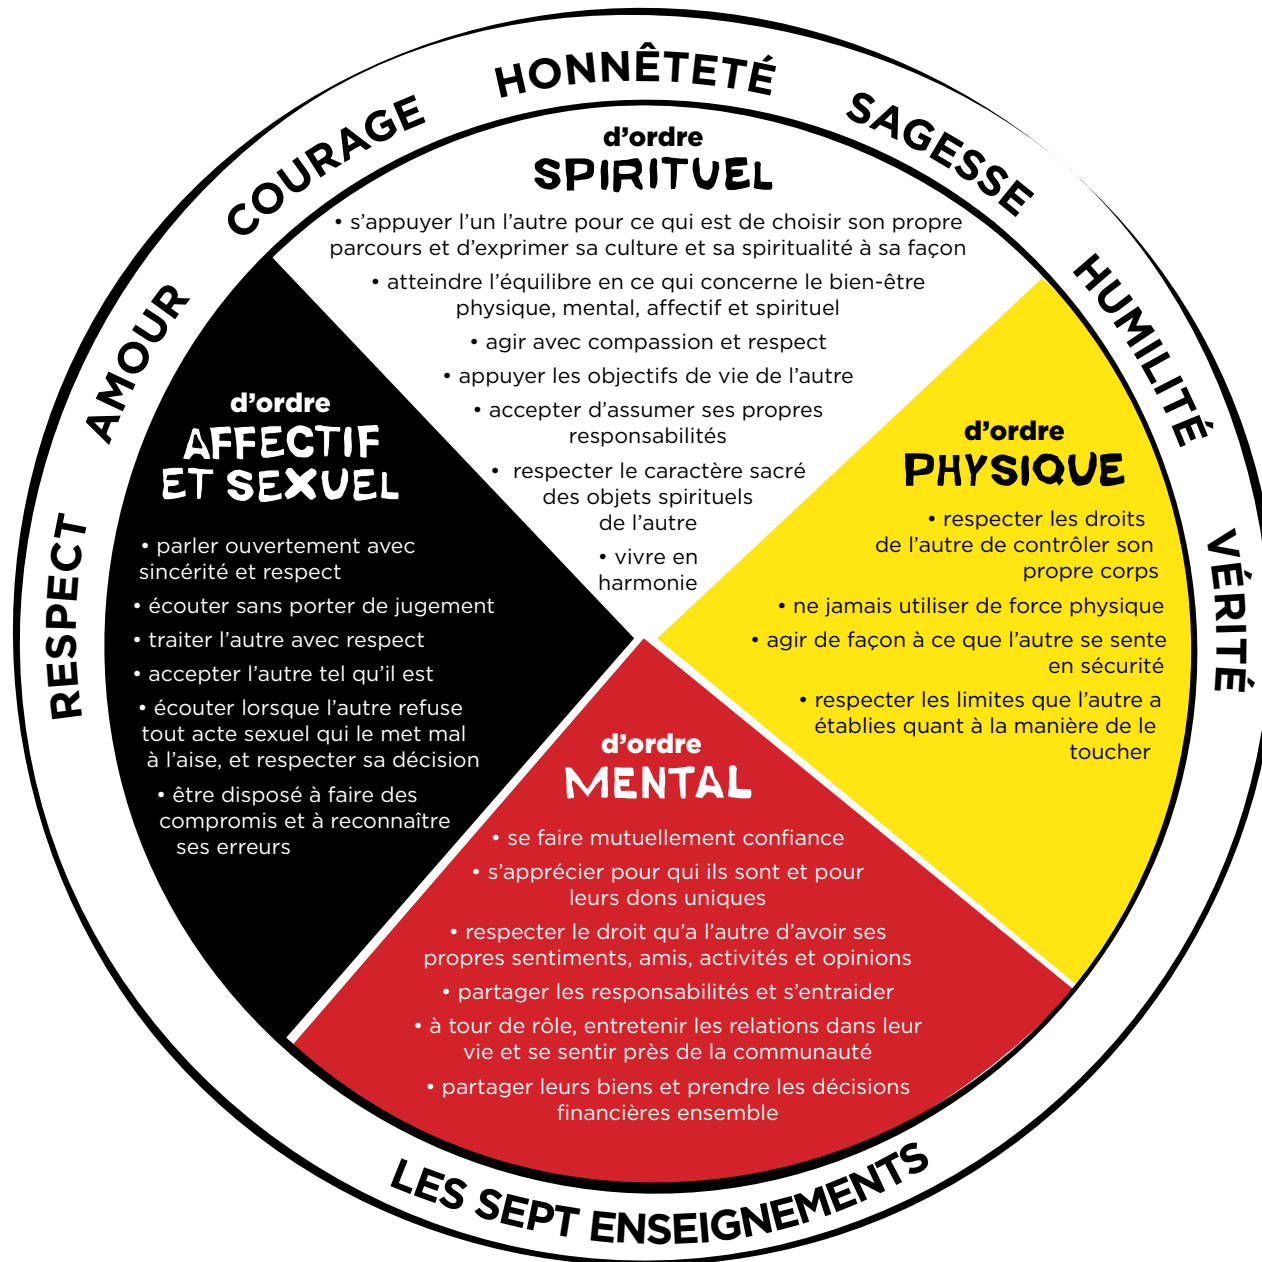 RESPECT
AMOUR
COURAGE
HONNÊTETÉ
SAGESSE
HUMILITÉ
VÉRITÉ
d’ordre
SPIRITUEL
• s’appuyer l’un l’autre pour ce qui est de choisir son propre
parcours et d’exprimer sa culture et sa spiritualité à sa façon
• atteindre l’équilibre en ce qui concerne le bien-être
physique, mental, affectif et spirituel
• agir avec compassion et respect
• appuyer les objectifs de vie de l’autre
• accepter d’assumer ses propres
responsabilités
• respecter le caractère sacré
des objets spirituels
de l’autre
• vivre en
harmonie
d’ordre
AFFECTIF
ET SEXUEL
• parler ouvertement avec
sincérité et respect
• écouter sans porter de jugement
• traiter l’autre avec respect
• accepter l’autre tel qu’il est
• écouter lorsque l’autre refuse
tout acte sexuel qui le met mal
à l’aise, et respecter sa décision
• être disposé à faire des
compromis et à reconnaître
ses erreurs
d’ordre
PHYSIQUE
• respecter les droits
de l’autre de contrôler son
propre corps
• ne jamais utiliser de force physique
• agir de façon à ce que l’autre se sente
en sécurité
• respecter les limites que l’autre a
établies quant à la manière de le
toucher
d’ordre
MENTAL
• se faire mutuellement confiance
• s’apprécier pour qui ils sont et pour
leurs dons uniques
• respecter le droit qu’a l’autre d’avoir ses
propres sentiments, amis, activités et opinions
• partager les responsabilités et s’entraider
• à tour de rôle, entretenir les relations dans leur
vie et se sentir près de la communauté
• partager leurs biens et prendre les décisions
financières ensemble
LES SEPT ENSEIGNEMENTS